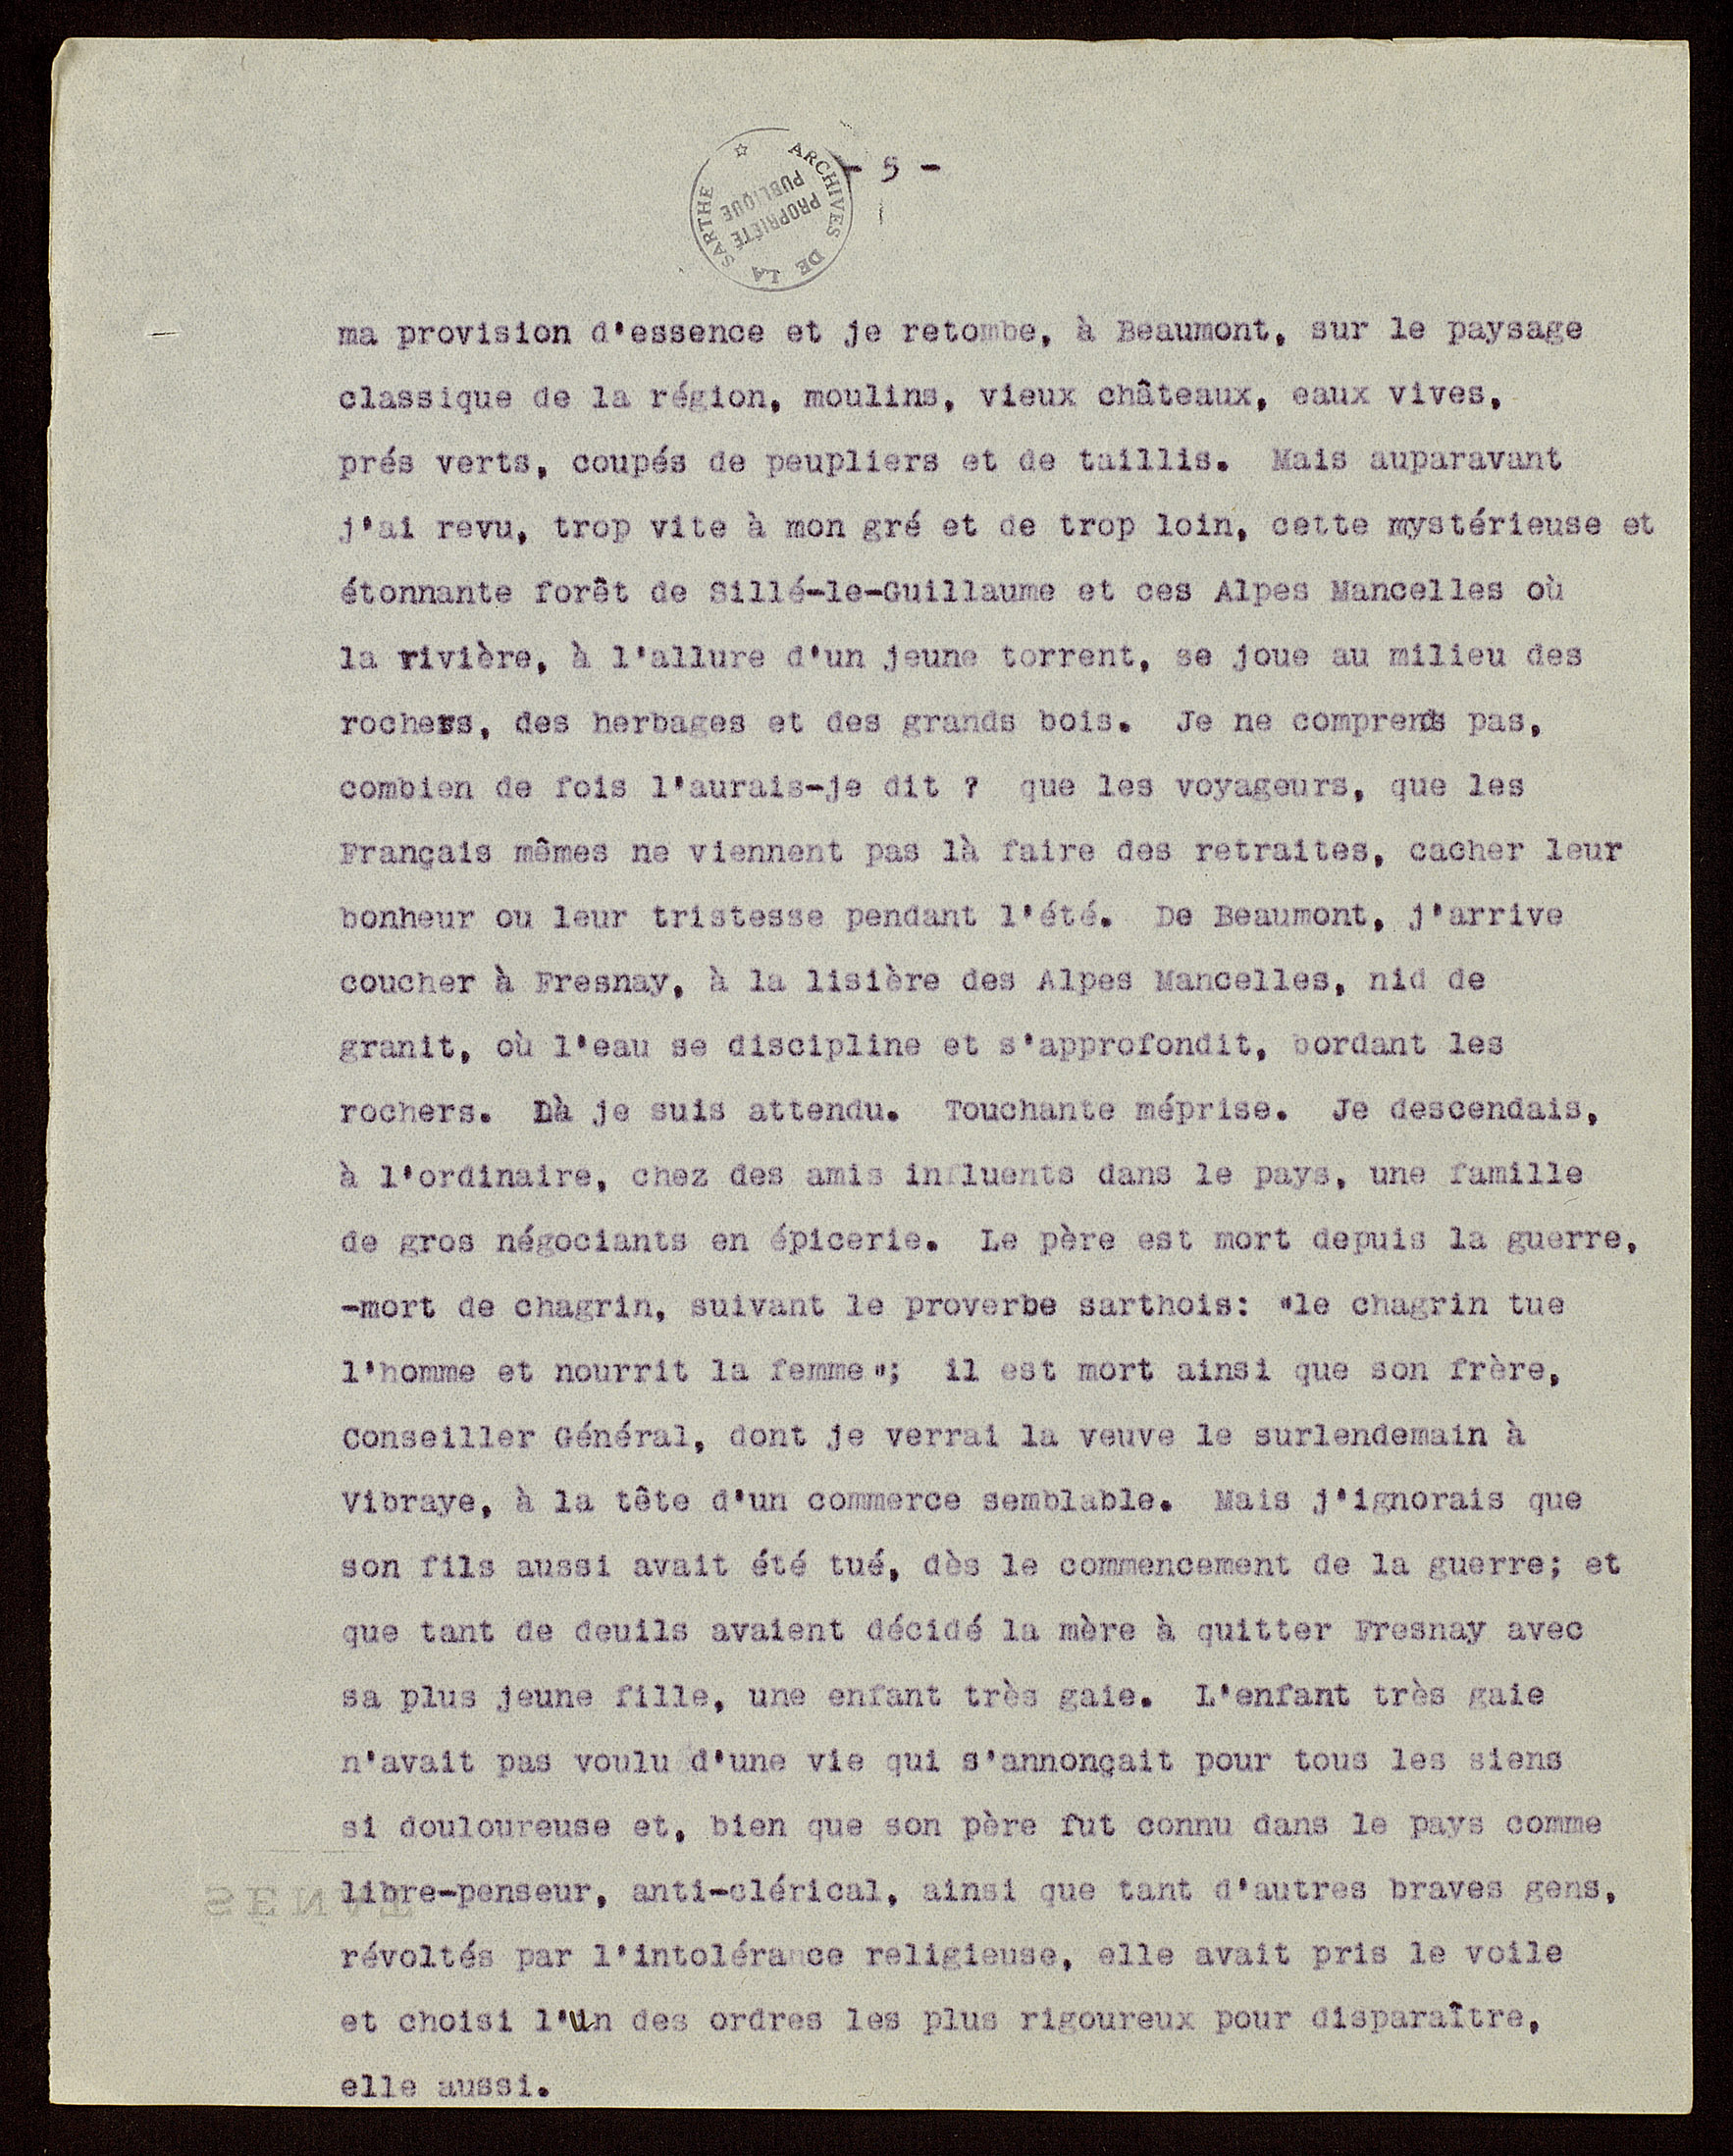 - 5 -
ARCHIVES DE LA SARTHE
PROPRIÉTÉ
PUBLIQUE
ma provision d'essence et je retombe, à Beaumont, sur le paysage
classique de la région, moulins, vieux châteaux, eaux vives,
prés verts, coupés de peupliers et de taillis. Mais auparavant
j'ai revu, trop vite à mon gré et de trop loin, cette mystérieuse et
étonnante forêt de Sillé-le-Guillaume et ces Alpes Mancelles où
la rivière, à l'allure d'un jeune torrent, se joue au milieu des
rochers, des herbages et des grands bois. Je ne comprends pas,
combien de fois l'aurais-je dit ? que les voyageurs, que les
Français mêmes ne viennent pas là faire des retraites, cacher leur
bonheur ou leur tristesse pendant l'été. De Beaumont, j'arrive
coucher à Fresnay, à la lisière des Alpes Mancelles, nid de
granit, où l'eau se discipline et s'approfondit, bordant les
rochers. Là je suis attendu. Touchante méprise. Je descendais,
à l'ordinaire, chez des amis influents dans le pays, une famille
de gros négociants en épicerie. Le père est mort depuis la guerre,
-mort de chagrin, suivant le proverbe sarthois: "le chagrin tue
l'homme et nourrit la femme"; il est mort ainsi que son frère,
Conseiller Général, dont je verrai la veuve le surlendemain à
Vibraye, à la tête d'un commerce semblable. Mais j'ignorais que
son fils aussi avait été tué, dès le commencement de la guerre; et
que tant de deuils avaient décidé la mère à quitter Fresnay avec
sa plus jeune fille, une enfant très gaie. L'enfant très gaie
n'avait pas voulu d'une vie qui s'annonçait pour tous les siens
si douloureuse et, bien que son père fut connu dans le pays comme
libre-penseur, anti-clérical, ainsi que tant d'autres braves gens,
révoltés par l'intolérance religieuse, elle avait pris le voile
et choisi l'un des ordres les plus rigoureux pour disparaître,
elle aussi.
SÉNAT